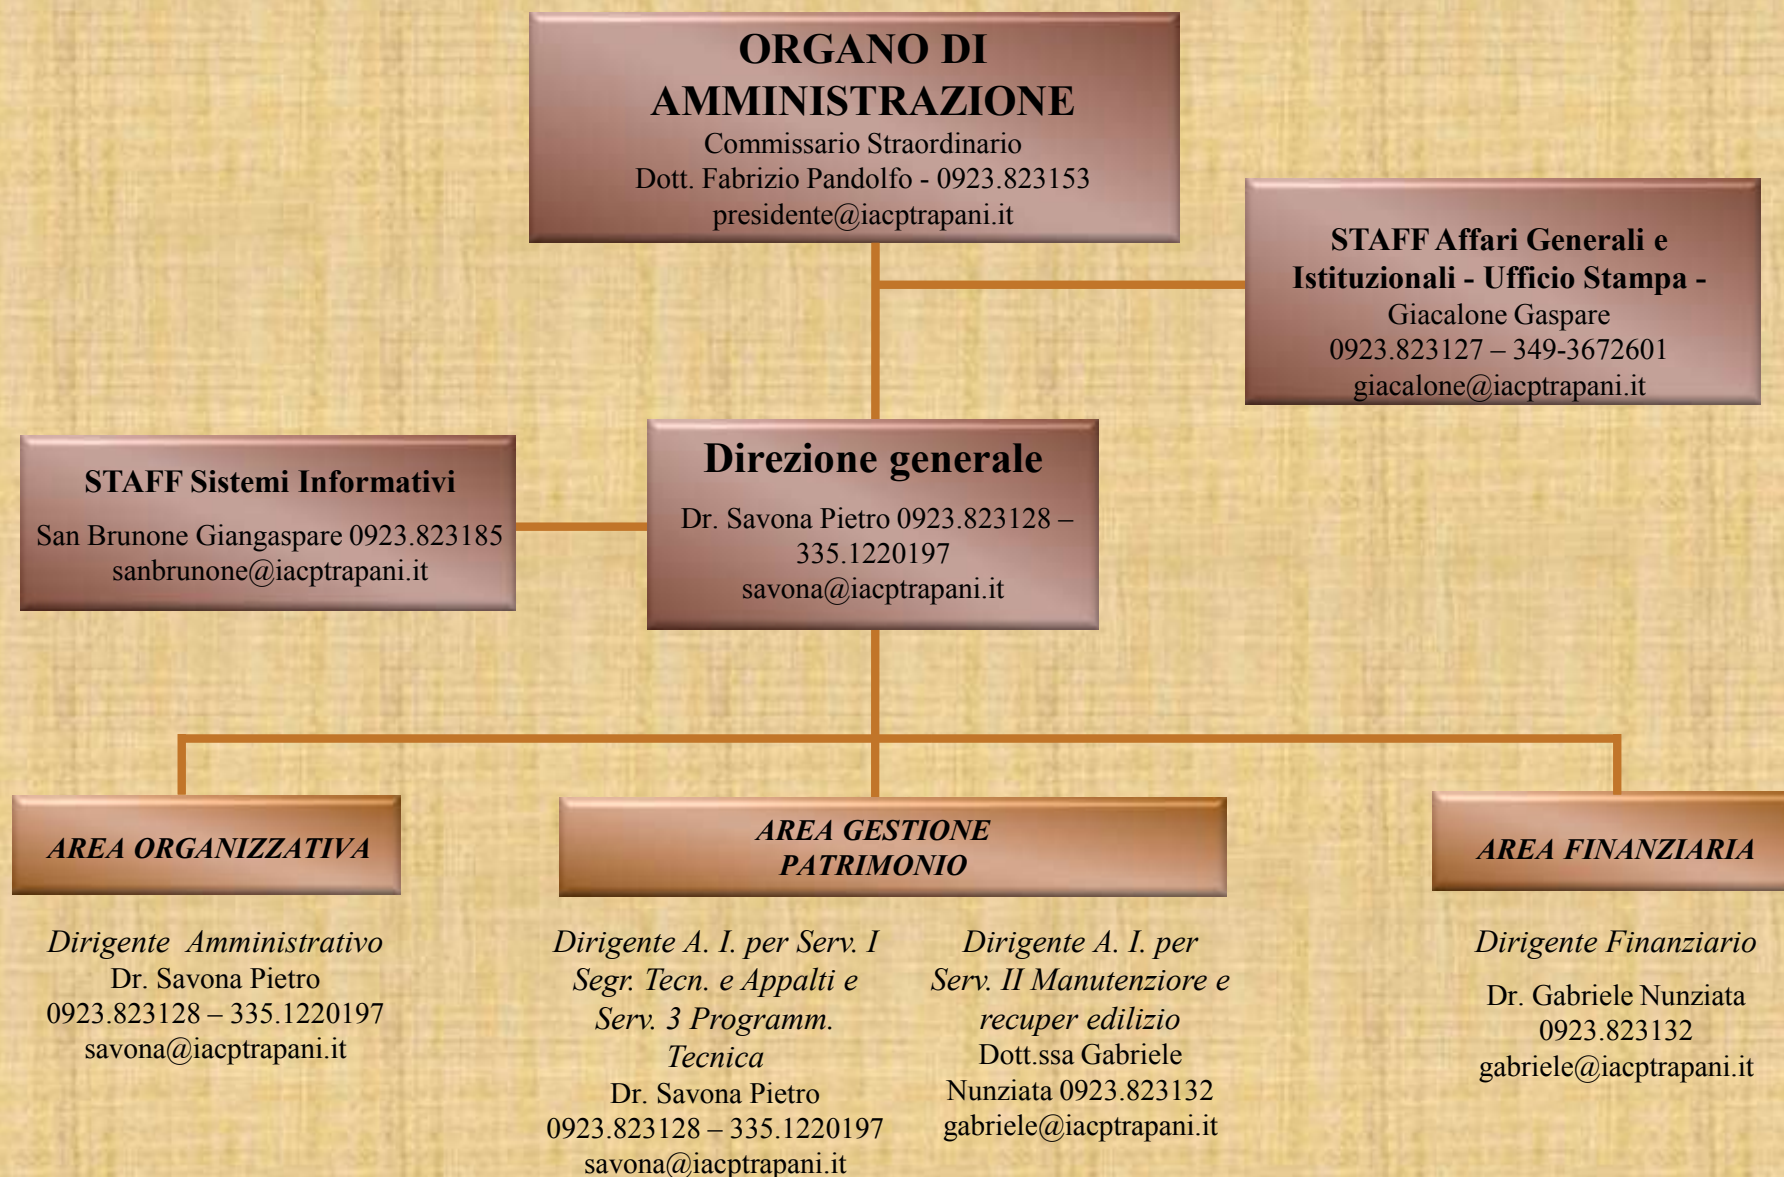 ORGANO DI
AMMINISTRAZIONE
Commissario Straordinario
Dott. Fabrizio Pandolfo - 0923.823153
presidente@iacptrapani.it
STAFF Affari Generali e
Istituzionali - Ufficio Stampa -
Giacalone Gaspare
0923.823127 – 349-3672601
giacalone@iacptrapani.it
STAFF Sistemi Informativi
San Brunone Giangaspare 0923.823185
sanbrunone@iacptrapani.it
Direzione generale
Dr. Savona Pietro 0923.823128 –
335.1220197
savona@iacptrapani.it
AREA ORGANIZZATIVA
Dirigente Amministrativo
Dr. Savona Pietro
0923.823128 – 335.1220197
savona@iacptrapani.it
AREA GESTIONE
PATRIMONIO
Dirigente A. I. per Serv. I
Segr. Tecn. e Appalti e
Serv. 3 Programm.
Tecnica
Dr. Savona Pietro
0923.823128 – 335.1220197
savona@iacptrapani.it
Dirigente A. I. per
Serv. II Manutenziore e
recuper edilizio
Dott.ssa Gabriele
Nunziata 0923.823132
gabriele@iacptrapani.it
AREA FINANZIARIA
Dirigente Finanziario
Dr. Gabriele Nunziata
0923.823132
gabriele@iacptrapani.it